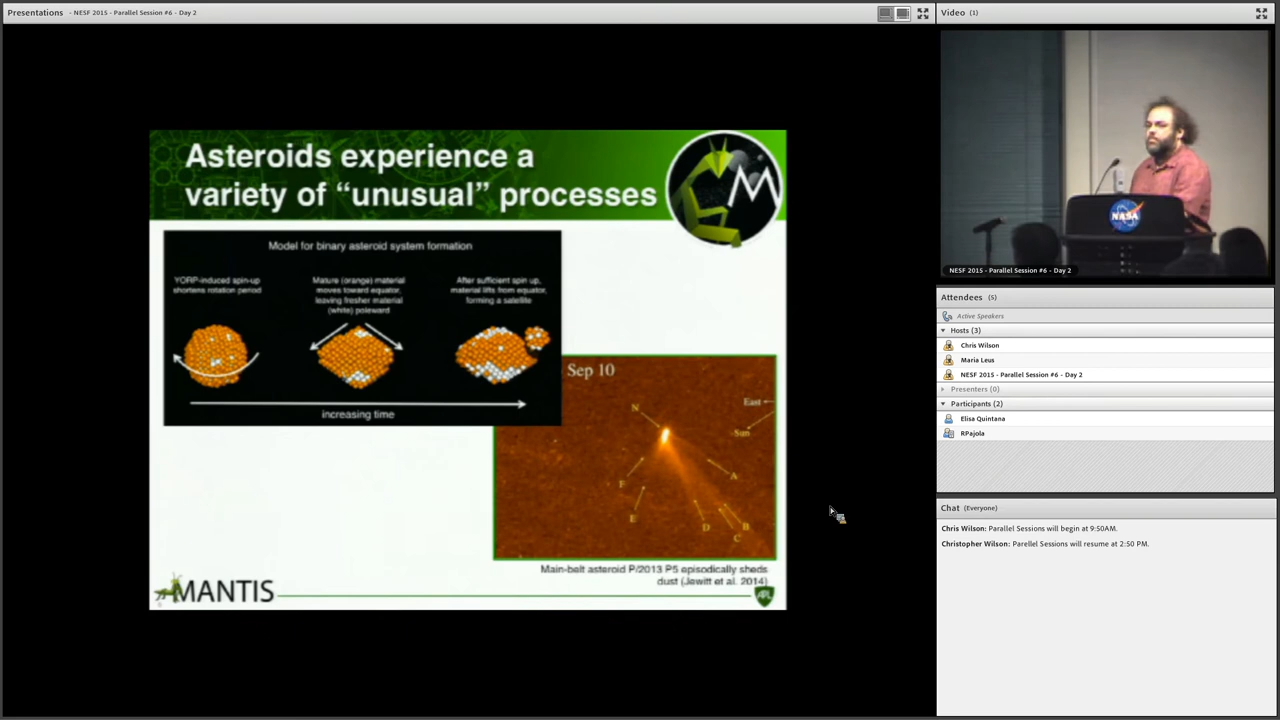 Presentations - NESF 2015 - Parallel Session #6 - Day 2
Asteroids experience a
variety of “unusual” processes
M
Model for binary asteroid system formation
YORP-induced spin-up
shortens rotation period
Mature (orange) material
moves toward equator,
leaving fresher material
(white) poleward
After sufficient spin up,
material lifts from equator,
forming a satellite
increasing time
Sep 10
N
East
Sun
A
F
E
D
B
C
Main-belt asteroid P/2013 P5 episodically sheds
dust (Jewitt et al. 2014)
MANTIS
APL
Video (1)
NASA
NESF 2015 - Parallel Session #6 - Day 2
Attendees (5)
Active Speakers
Hosts (3)
Chris Wilson
Maria Leus
NESF 2015 - Parallel Session #6 - Day 2
Presenters (0)
Participants (2)
Elisa Quintana
RPajola
Chat (Everyone)
Chris Wilson: Parallel Sessions will begin at 9:50AM.
Christopher Wilson: Parellel Sessions will resume at 2:50 PM.